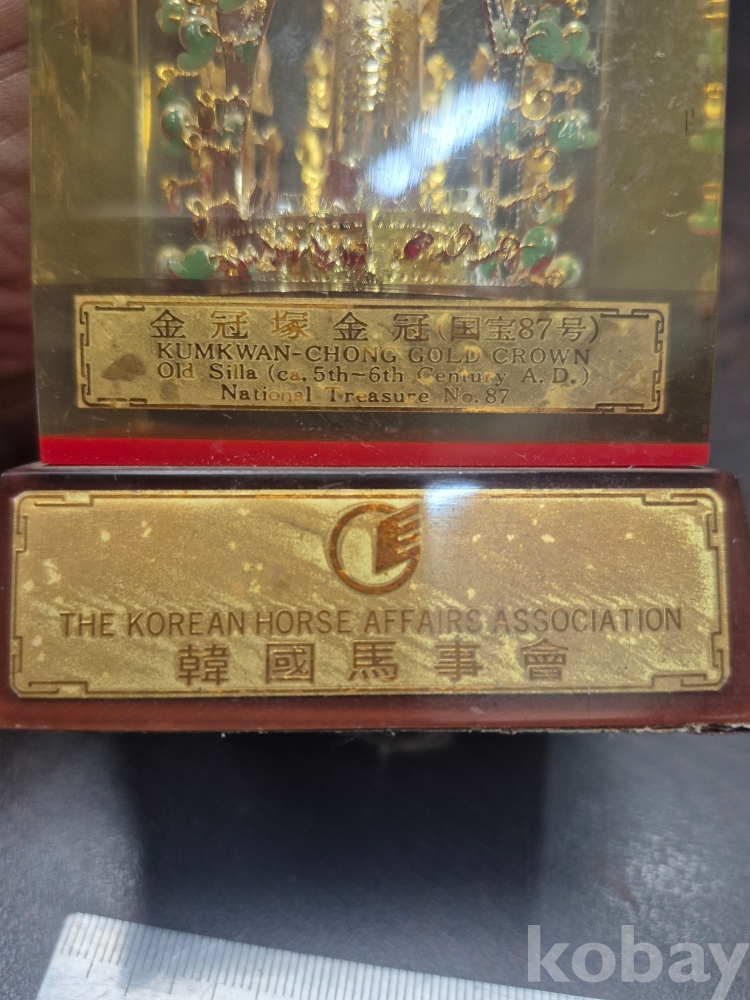 金冠塚金冠(国宝87号)
KUMKWAN-CHONG GOLD CROWN
Old Silla (ca. 5th~6th Century A. D.)
National Treasure No. 87
THE KOREAN HORSE AFFAIRS ASSOCIATION
韓國馬事會
kobay